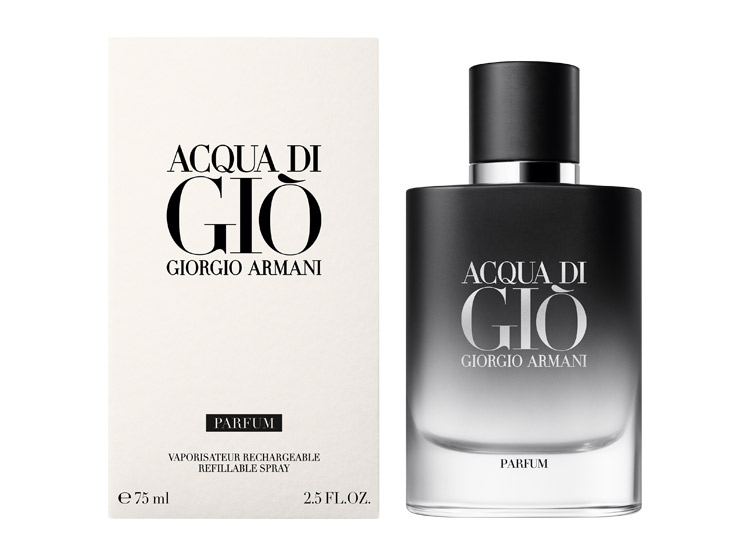 ACQUA DI
GIÒ
GIORGIO ARMANI
PARFUM
VAPORISATEUR RECHARGEABLE
REFILLABLE SPRAY
℮ 75 ml 2.5 FL.OZ.
ACQUA DI
GIÒ
GIORGIO ARMANI
PARFUM